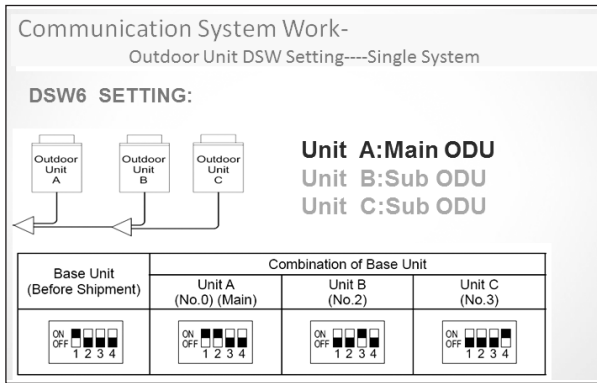 Communication System Work-
Outdoor Unit DSW Setting----Single System
DSW6 SETTING:
Outdoor
Unit
A
Outdoor
Unit
B
Outdoor
Unit
C
Unit A:Main ODU
Unit B:Sub ODU
Unit C:Sub ODU
Base Unit
(Before Shipment)
Combination of Base Unit
Unit A
(No.0) (Main)
Unit B
(No.2)
Unit C
(No.3)
ON
OFF
1 2 3 4
ON
OFF
1 2 3 4
ON
OFF
1 2 3 4
ON
OFF
1 2 3 4